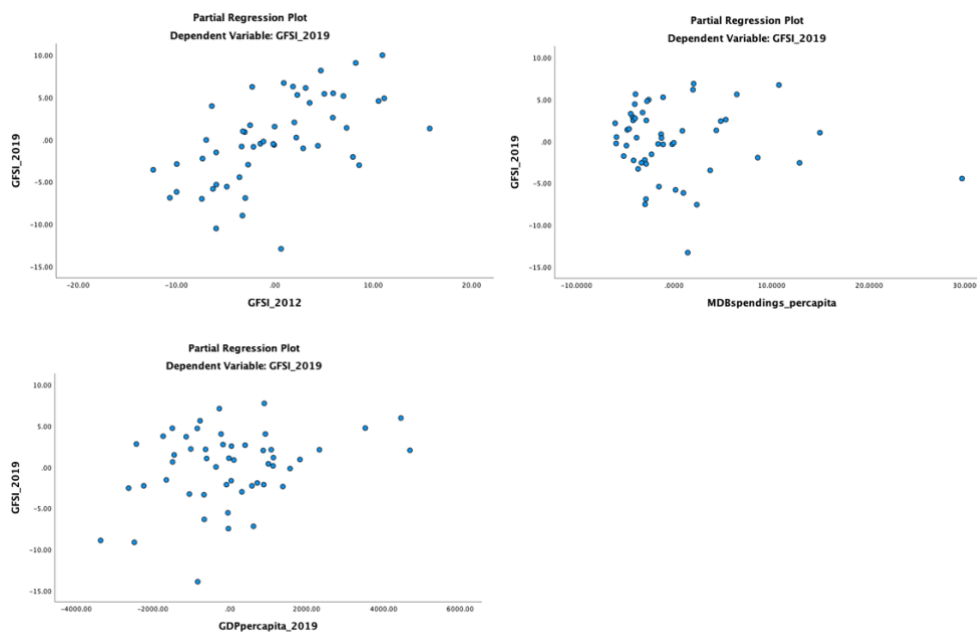 Partial Regression Plot
Dependent Variable: GFSI_2019
GFSI_2019
10.00
5.00
.00
-5.00
-10.00
-15.00
-20.00 -10.00 .00 10.00 20.00
GFSI_2012
Partial Regression Plot
Dependent Variable: GFSI_2019
GFSI_2019
10.00
5.00
.00
-5.00
-10.00
-15.00
-10.0000 .0000 10.0000 20.0000 30.0000
MDBspendings_percapita
Partial Regression Plot
Dependent Variable: GFSI_2019
GFSI_2019
10.00
5.00
.00
-5.00
-10.00
-15.00
-4000.00 -2000.00 .00 2000.00 4000.00 6000.00
GDPpercapita_2019